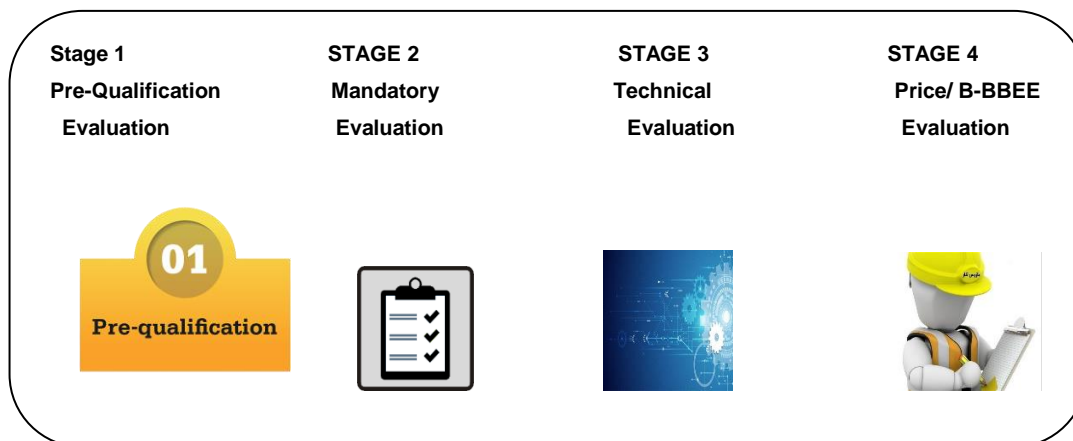 Stage 1
Pre-Qualification
Evaluation
STAGE 2
Mandatory
Evaluation
STAGE 3
Technical
Evaluation
STAGE 4
Price/ B-BBEE
Evaluation
01
Pre-qualification